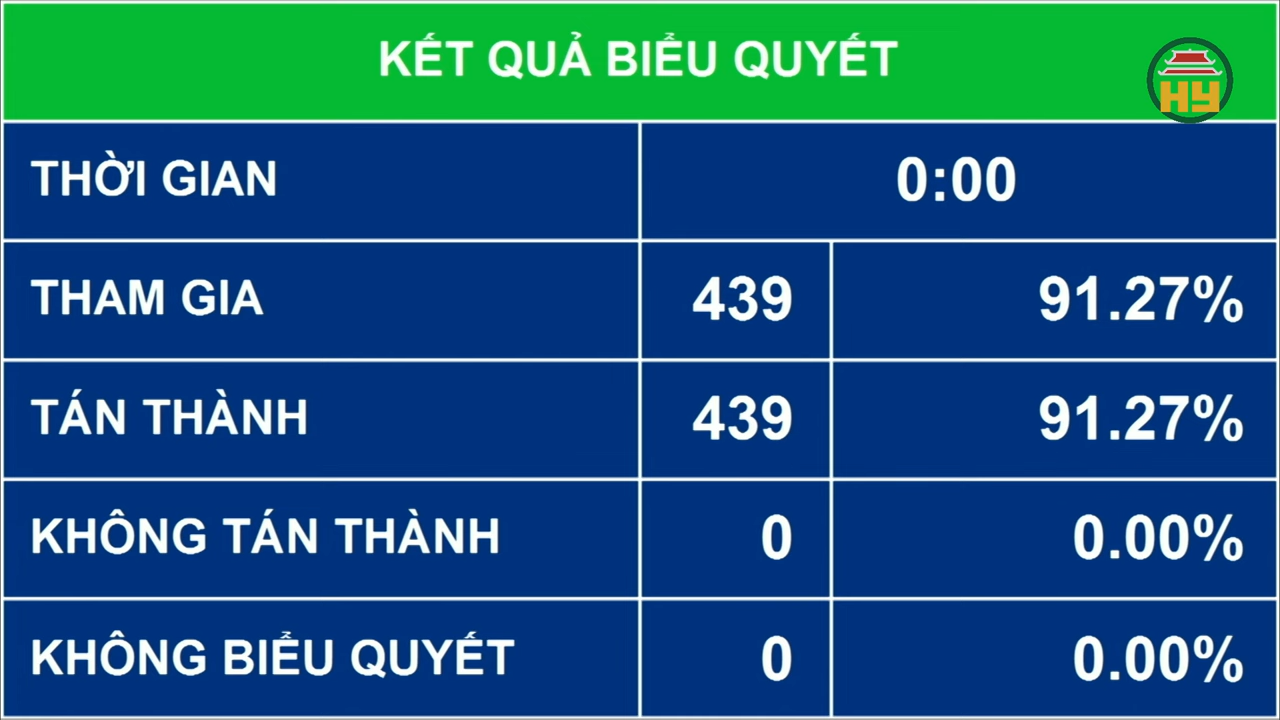 KẾT QUẢ BIỂU QUYẾT
HY
THỜI GIAN 0:00
THAM GIA 439 91.27%
TÁN THÀNH 439 91.27%
KHÔNG TÁN THÀNH 0 0.00%
KHÔNG BIỂU QUYẾT 0 0.00%